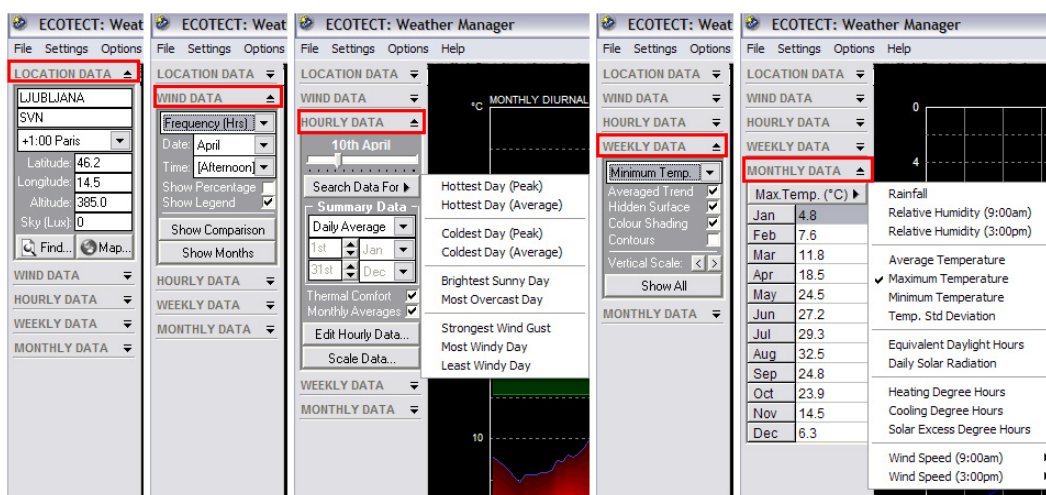 ECOTECT: Weat
File Settings Options
LOCATION DATA
LJUBLJANA
SVN
+1:00 Paris
Latitude: 46.2
Longitude: 14.5
Altitude: 385.0
Sky (Lux): 0
Find... Map...
WIND DATA
HOURLY DATA
WEEKLY DATA
MONTHLY DATA
ECOTECT: Weat
File Settings Options
LOCATION DATA
WIND DATA
Frequency (Hrs)
Date: April
Time: [Afternoon]
Show Percentage
Show Legend
Show Comparison
Show Months
HOURLY DATA
WEEKLY DATA
MONTHLY DATA
ECOTECT: Weather Manager
File Settings Options Help
LOCATION DATA
WIND DATA
HOURLY DATA
10th April
Search Data For
Summary Data
Daily Average
1st Jan
31st Dec
Thermal Comfort
Monthly Averages
Edit Hourly Data...
Scale Data...
WEEKLY DATA
MONTHLY DATA
°C MONTHLY DIURNAL
Hottest Day (Peak)
Hottest Day (Average)
Coldest Day (Peak)
Coldest Day (Average)
Brightest Sunny Day
Most Overcast Day
Strongest Wind Gust
Most Windy Day
Least Windy Day
10
ECOTECT: Weat
File Settings Options
LOCATION DATA
WIND DATA
HOURLY DATA
WEEKLY DATA
Minimum Temp.
Averaged Trend
Hidden Surface
Colour Shading
Contours
Vertical Scale: < >
Show All
MONTHLY DATA
ECOTECT: Weather Manager
File Settings Options Help
LOCATION DATA
WIND DATA
HOURLY DATA
WEEKLY DATA
MONTHLY DATA
Max.Temp. (°C)
Jan 4.8
Feb 7.6
Mar 11.8
Apr 18.5
May 24.5
Jun 27.2
Jul 29.3
Aug 32.5
Sep 24.8
Oct 23.9
Nov 14.5
Dec 6.3
0
4
Rainfall
Relative Humidity (9:00am)
Relative Humidity (3:00pm)
Average Temperature
Maximum Temperature
Minimum Temperature
Temp. Std Deviation
Equivalent Daylight Hours
Daily Solar Radiation
Heating Degree Hours
Cooling Degree Hours
Solar Excess Degree Hours
Wind Speed (9:00am)
Wind Speed (3:00pm)